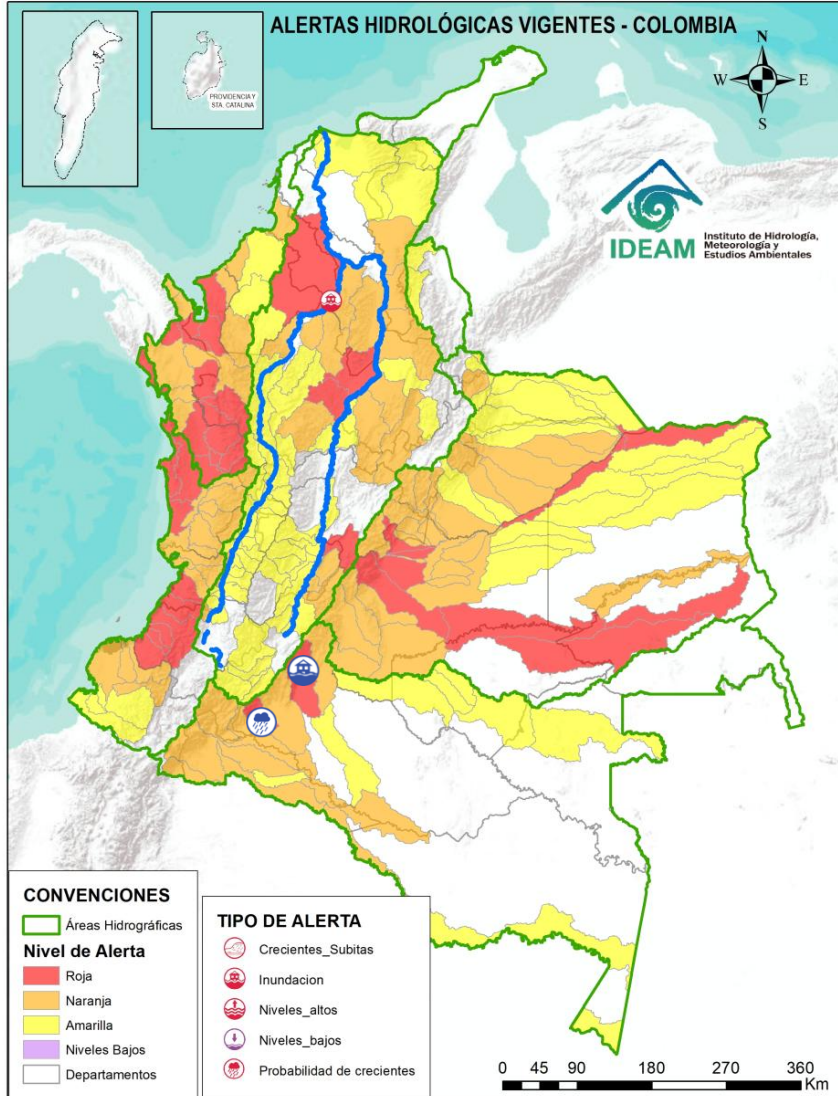 ALERTAS HIDROLÓGICAS VIGENTES - COLOMBIA
PROVIDENCIA Y
STA. CATALINA
N
W
E
S
IDEAM
Instituto de Hidrología,
Meteorología y
Estudios Ambientales
CONVENCIONES
Áreas Hidrográficas
Nivel de Alerta
Roja
Naranja
Amarilla
Niveles Bajos
Departamentos
TIPO DE ALERTA
Crecientes_Subitas
Inundacion
Niveles_altos
Niveles_bajos
Probabilidad de crecientes
0 45 90 180 270 360
Km